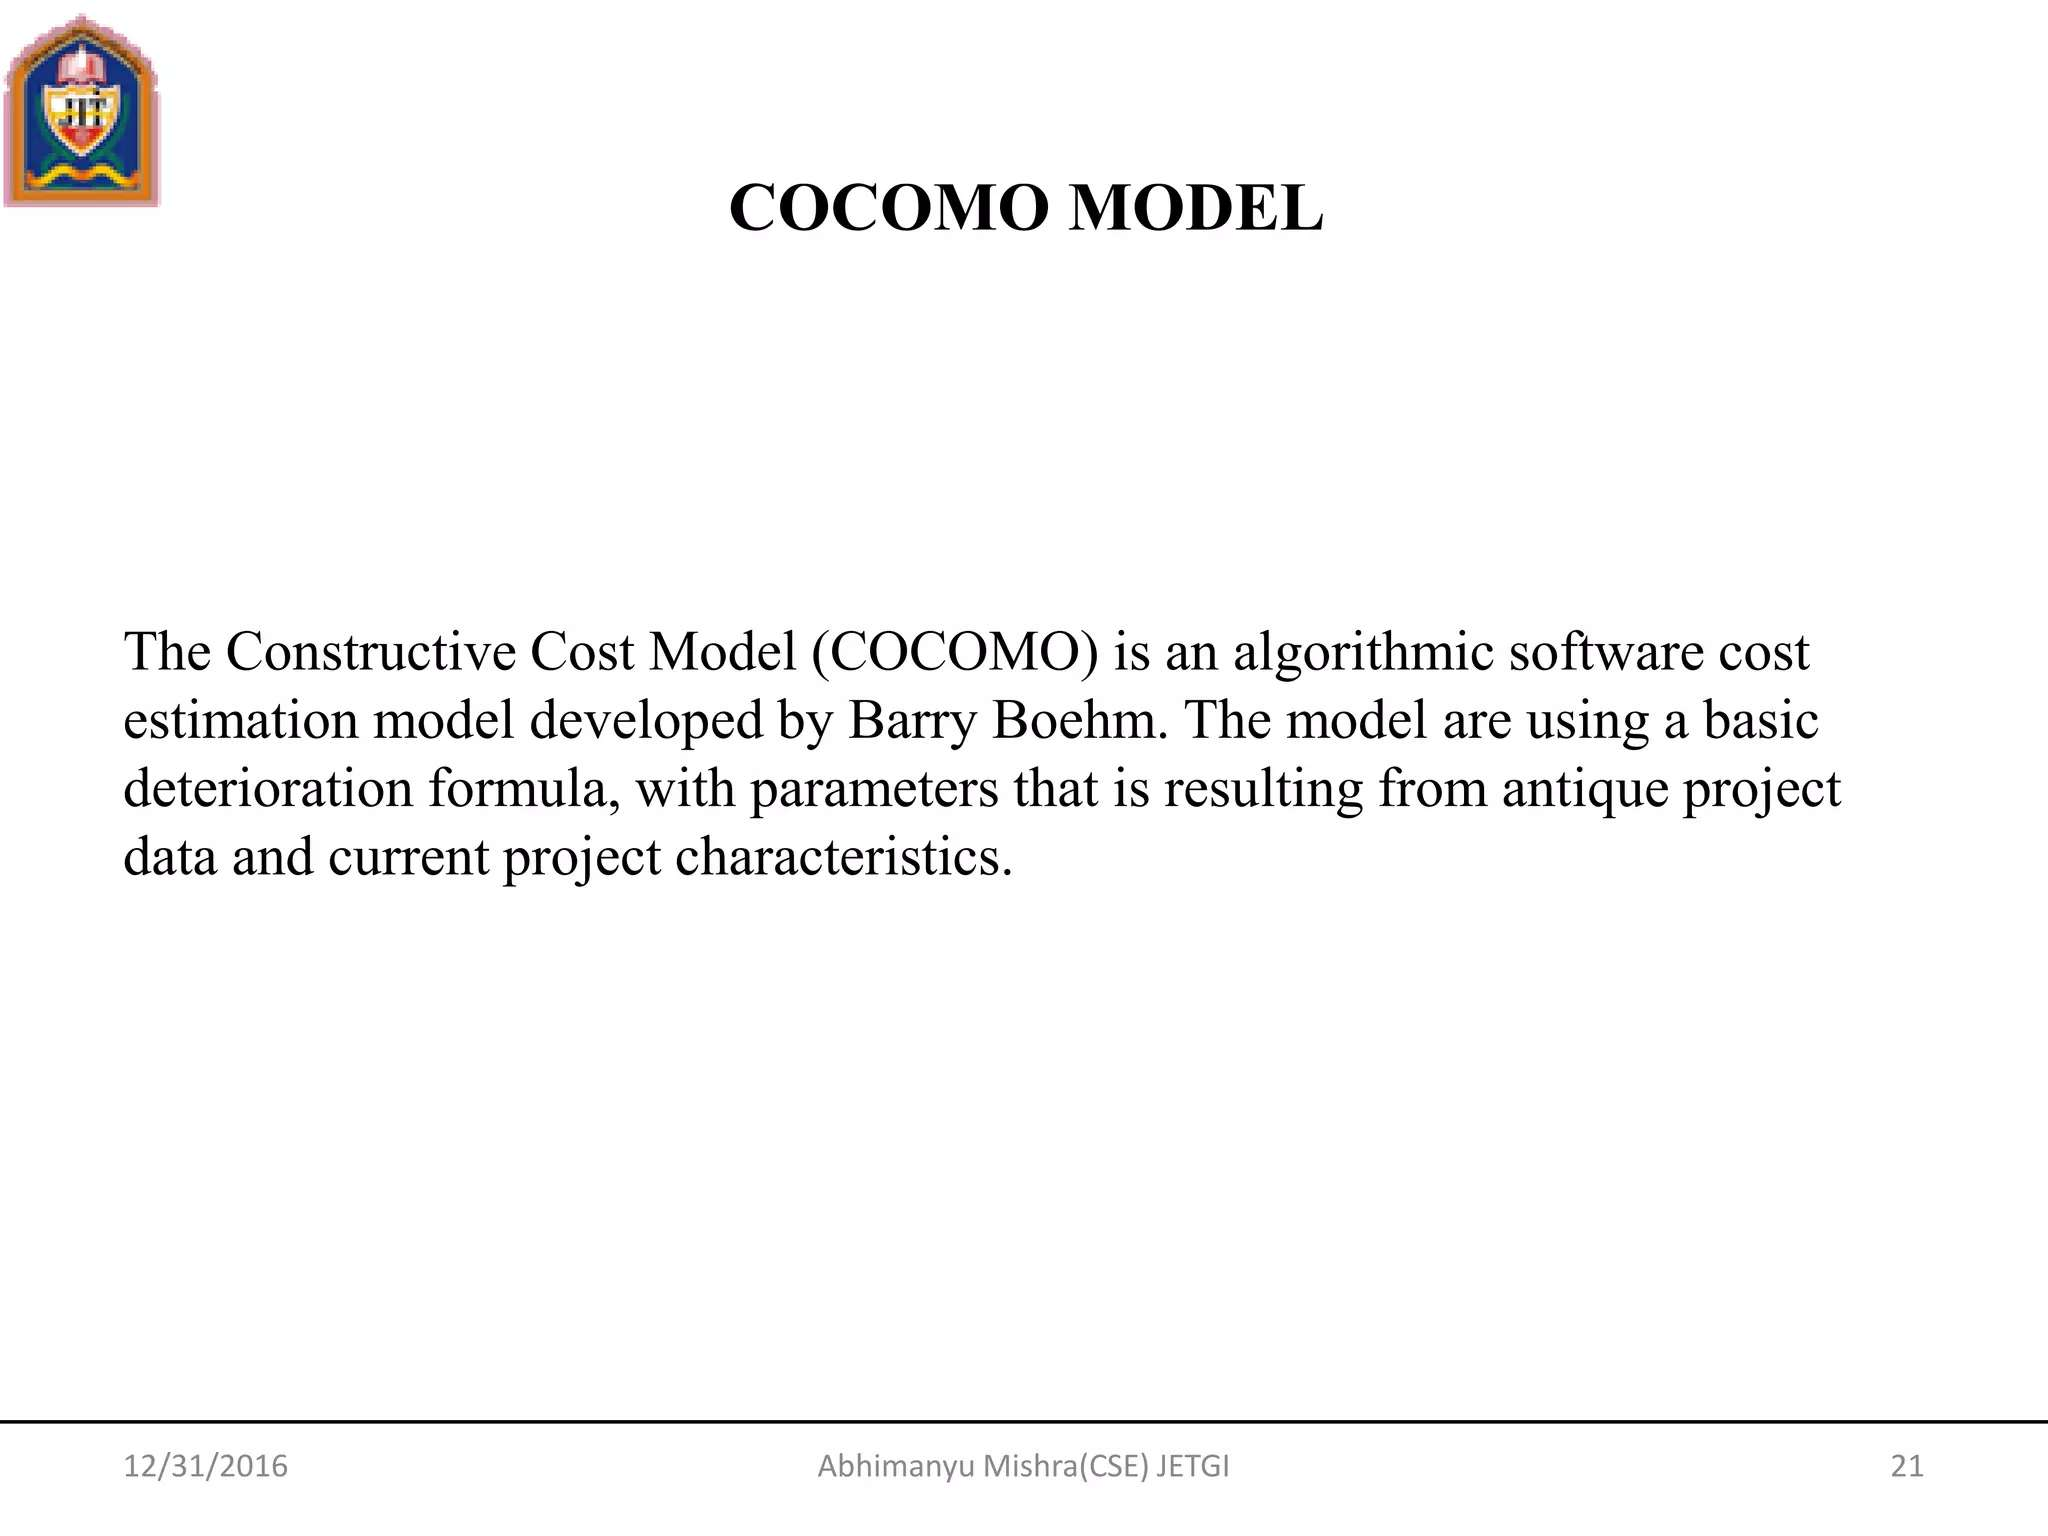 JIT
COCOMO MODEL
The Constructive Cost Model (COCOMO) is an algorithmic software cost
estimation model developed by Barry Boehm. The model are using a basic
deterioration formula, with parameters that is resulting from antique project
data and current project characteristics.
12/31/2016
Abhimanyu Mishra(CSE) JETGI
21